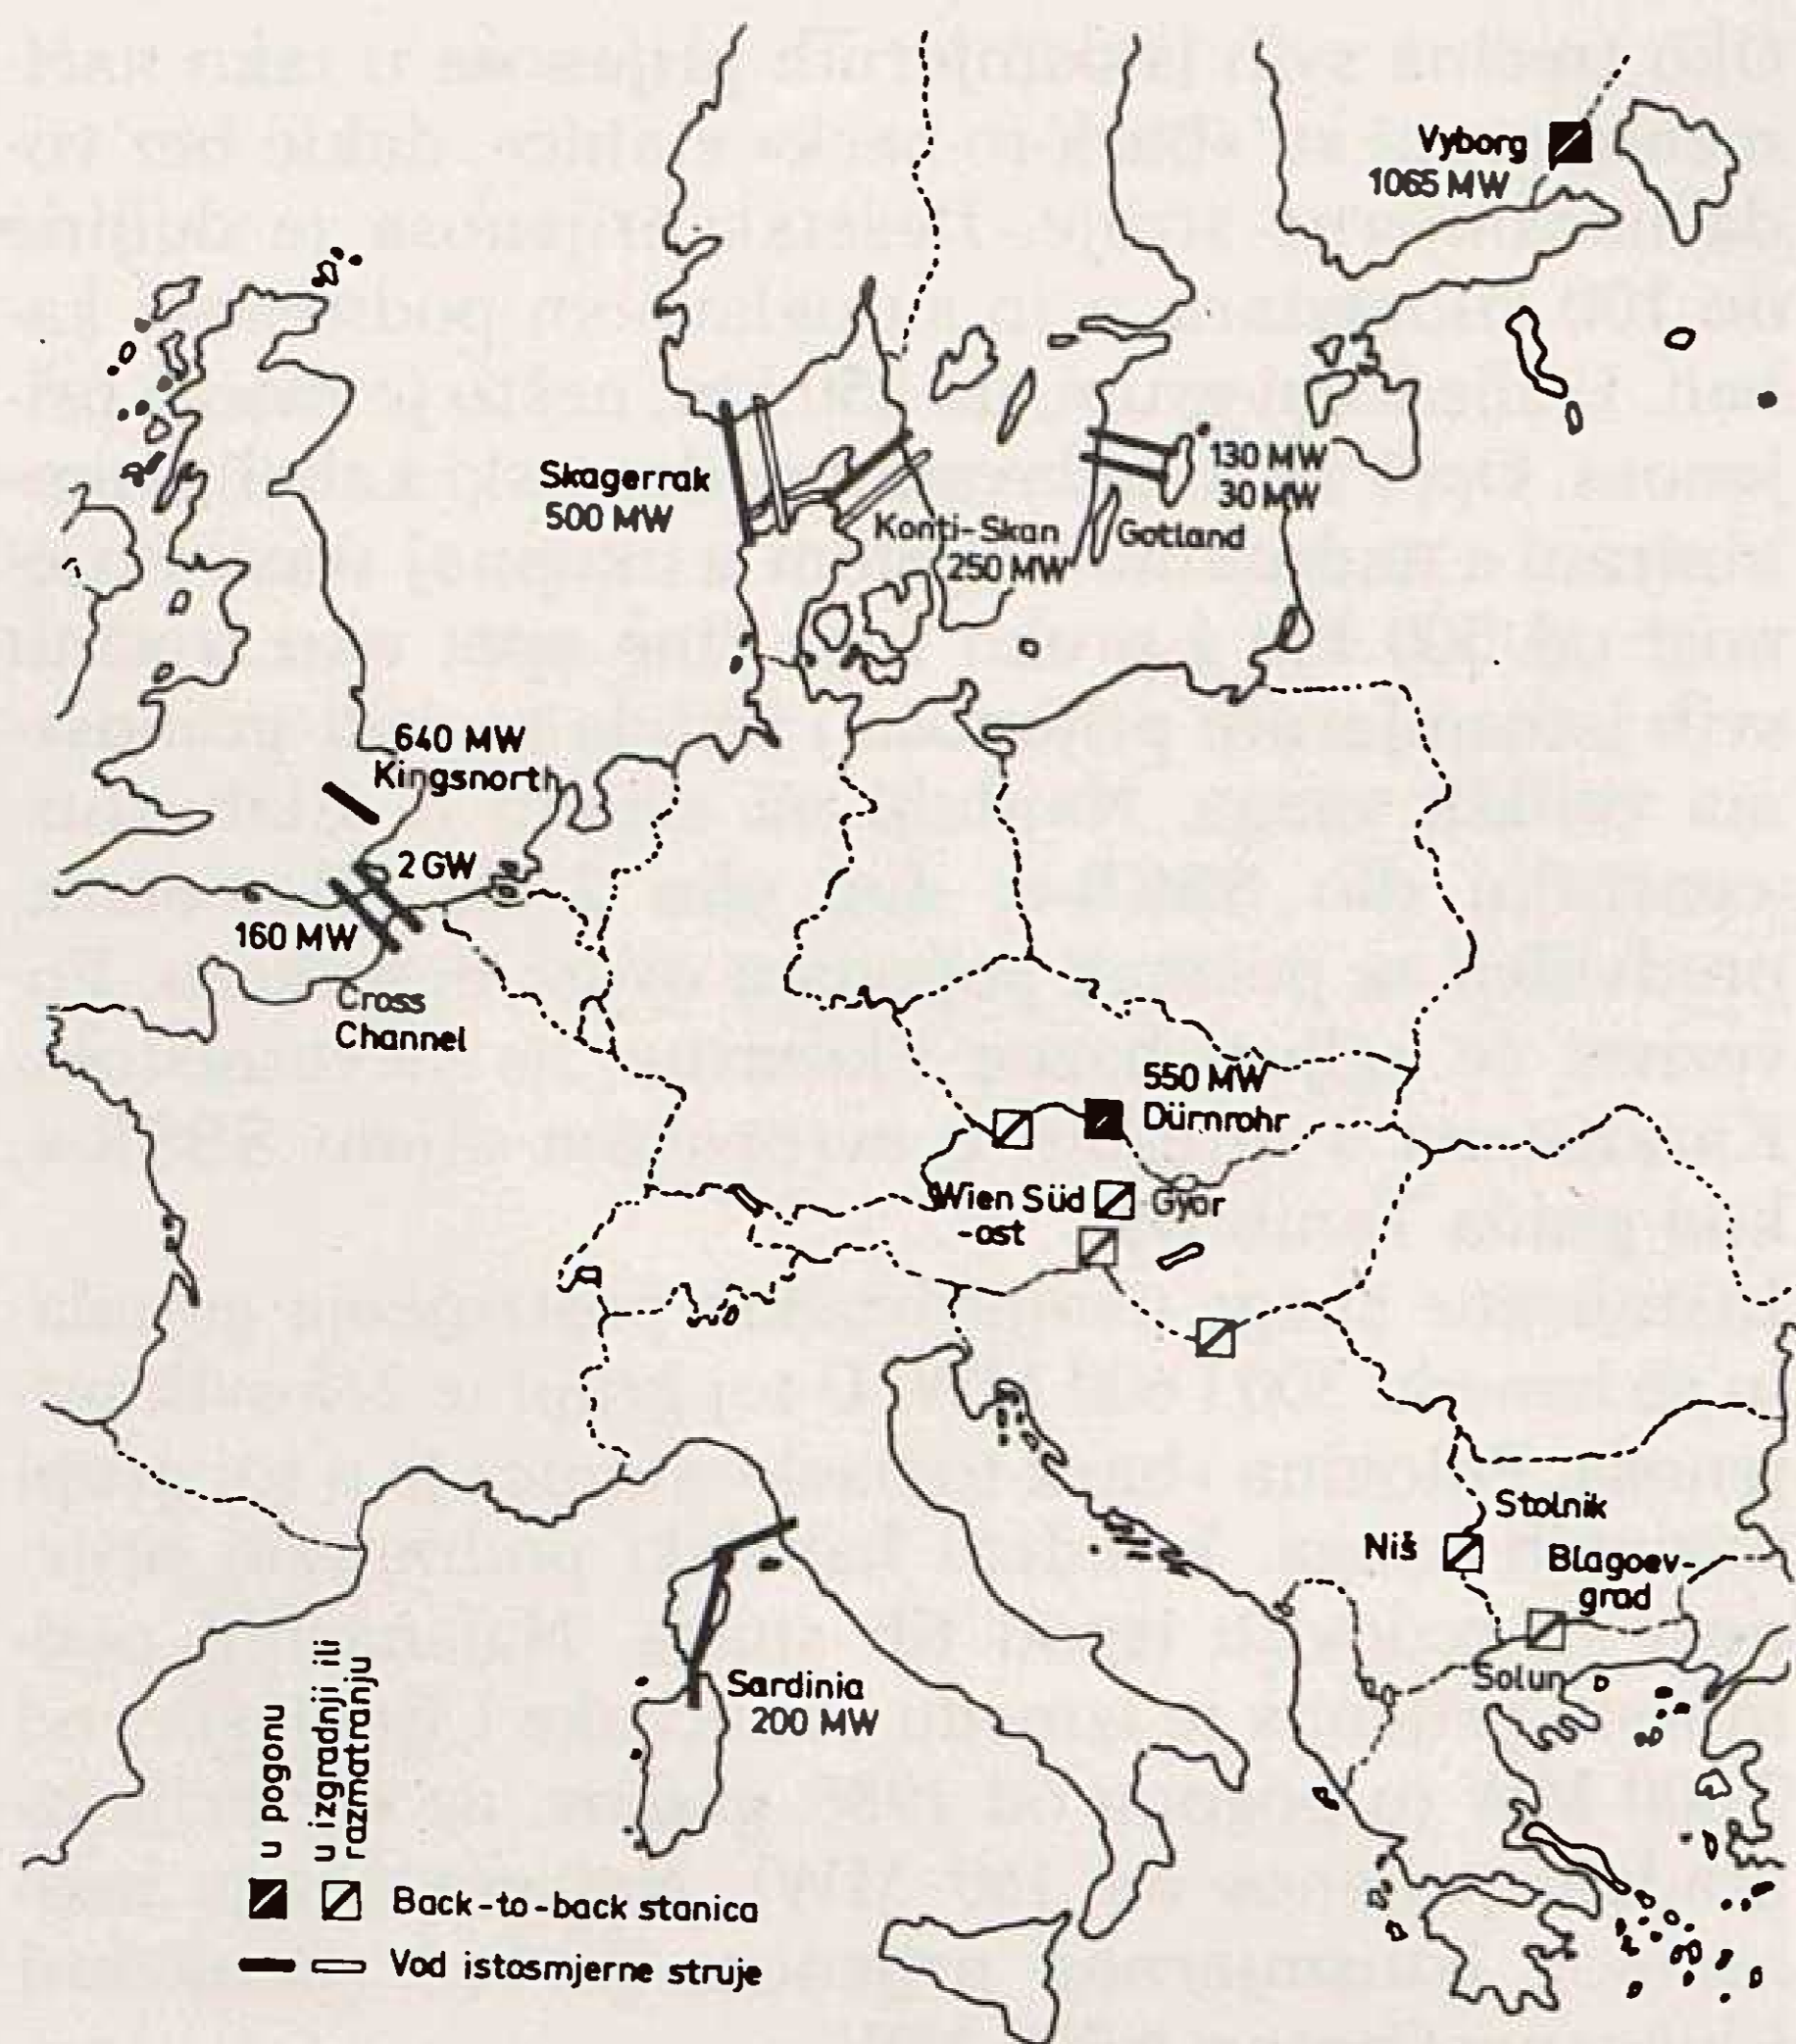 Vyborg
1065 MW
Skagerrak
500 MW
130 MW
30 MW
Konti-Skan
250 MW
Gotland
640 MW
Kingsnorth
2 GW
160 MW
Cross
Channel
550 MW
Dürnrohr
Wien Süd
-ost
Györ
Stolnik
Niš
Blagoev-
grad
Solun
Sardinia
200 MW
u pogonu
u izgradnji ili
razmatranju
Back-to-back stanica
Vod istosmjerne struje